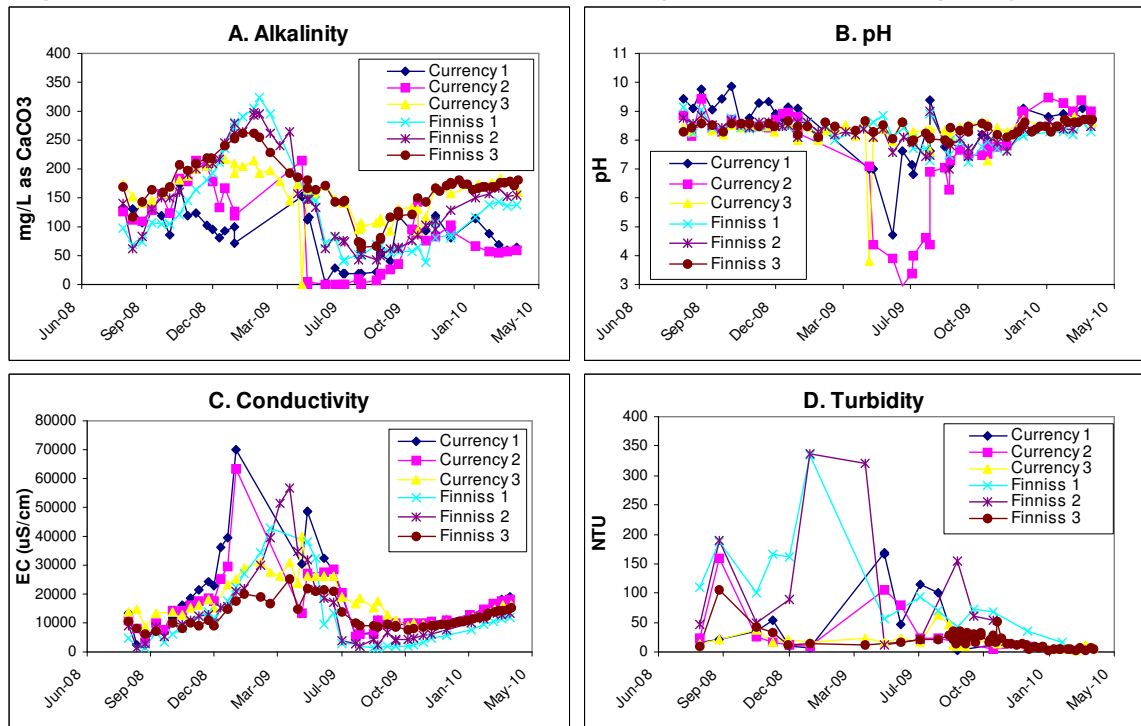 A. Alkalinity
mg/L as CaCO3
400
350
300
250
200
150
100
50
0
Jun-08
Sep-08
Dec-08
Mar-09
Jul-09
Oct-09
Jan-10
May-10
Currency 1
Currency 2
Currency 3
Finniss 1
Finniss 2
Finniss 3
B. pH
pH
11
10
9
8
7
6
5
4
3
Jun-08
Sep-08
Dec-08
Mar-09
Jul-09
Oct-09
Jan-10
May-10
Currency 1
Currency 2
Currency 3
Finniss 1
Finniss 2
Finniss 3
C. Conductivity
EC (uS/cm)
80000
70000
60000
50000
40000
30000
20000
10000
0
Jun-08
Sep-08
Dec-08
Mar-09
Jul-09
Oct-09
Jan-10
May-10
Currency 1
Currency 2
Currency 3
Finniss 1
Finniss 2
Finniss 3
D. Turbidity
NTU
400
350
300
250
200
150
100
50
0
Jun-08
Sep-08
Dec-08
Mar-09
Jul-09
Oct-09
Jan-10
May-10
Currency 1
Currency 2
Currency 3
Finniss 1
Finniss 2
Finniss 3